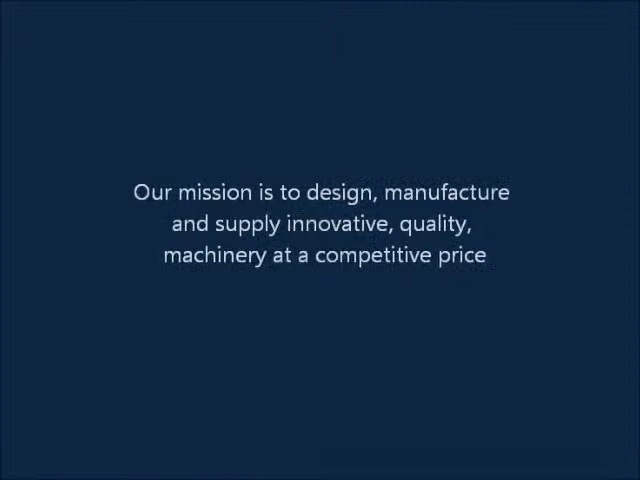 Our mission is to design, manufacture
and supply innovative, quality,
machinery at a competitive price